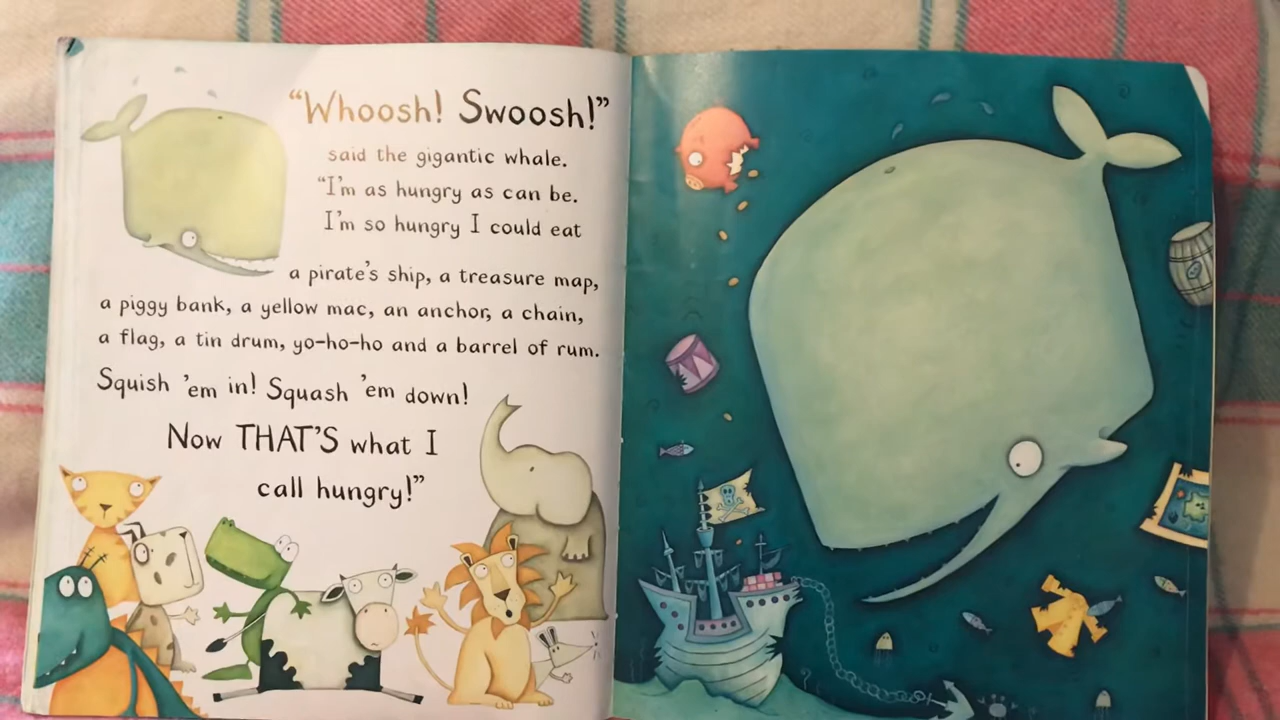 “Whoosh! Swoosh!”
said the gigantic whale.
“I’m as hungry as can be.
I’m so hungry I could eat
a pirate’s ship, a treasure map,
a piggy bank, a yellow mac, an anchor, a chain,
a flag, a tin drum, yo-ho-ho and a barrel of rum.
Squish ’em in! Squash ’em down!
Now THAT’S what I
call hungry!”